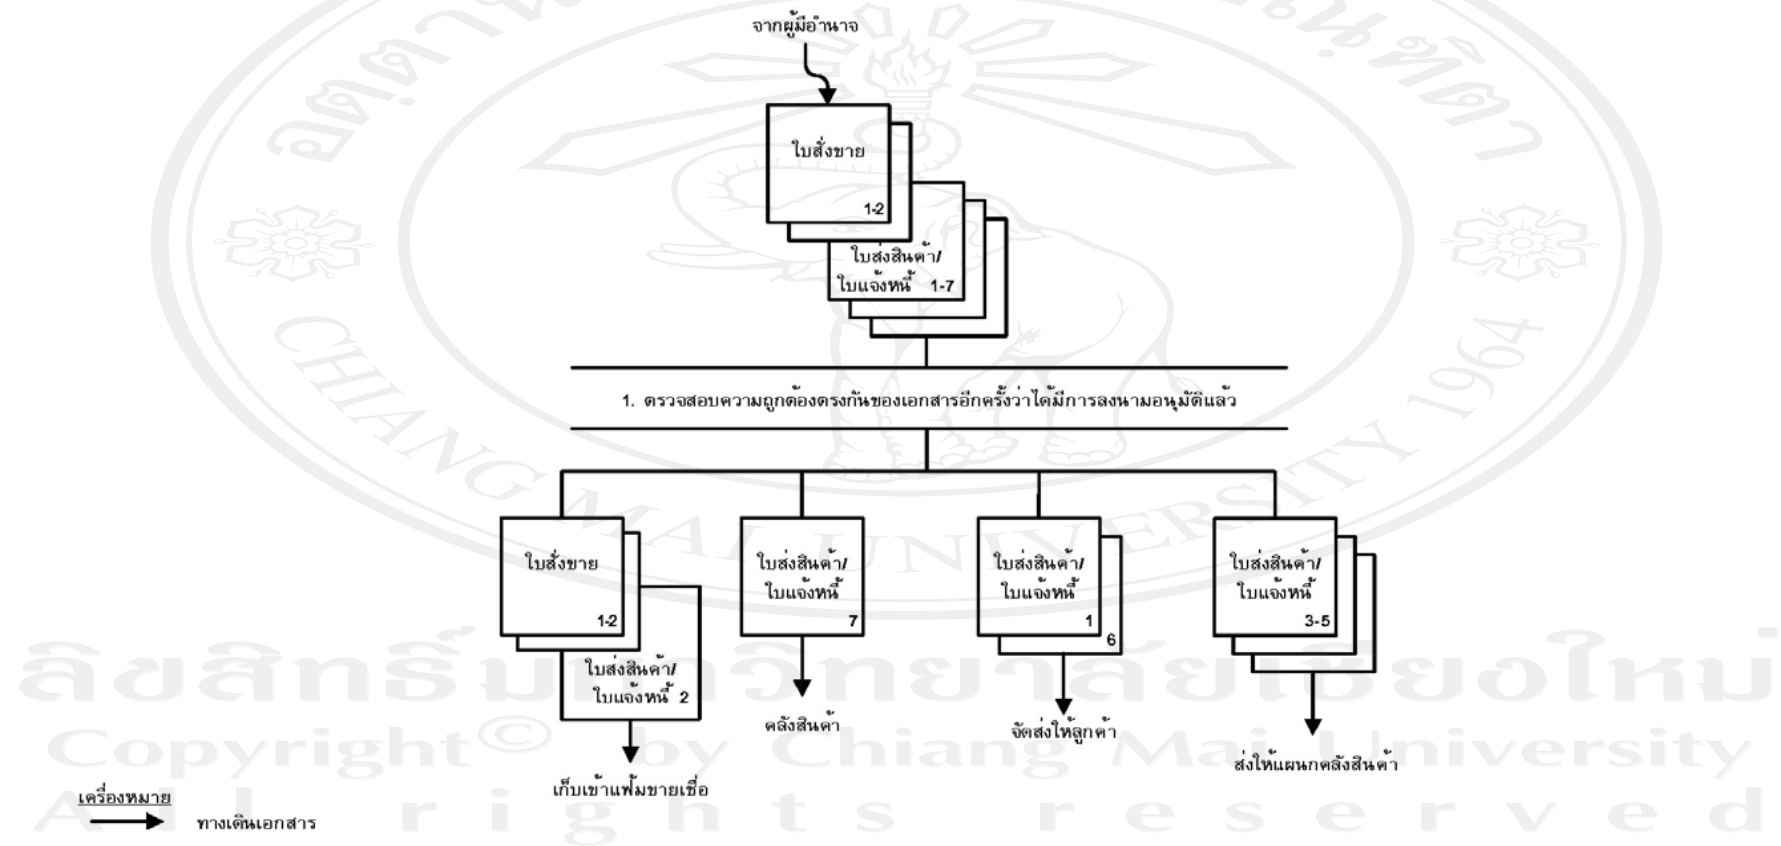 จากผู้มีอำนาจ
ใบสั่งขาย
1-2
ใบส่งสินค้า/
ใบแจ้งหนี้ 1-7
1. ตรวจสอบความถูกต้องตรงกันของเอกสารอีกครั้งว่าได้มีการลงนามอนุมัติแล้ว
ใบสั่งขาย
1-2
ใบส่งสินค้า/
ใบแจ้งหนี้ 2
เก็บเข้าแฟ้มขายเชื่อ
ใบส่งสินค้า/
ใบแจ้งหนี้
7
คลังสินค้า
ใบส่งสินค้า/
ใบแจ้งหนี้
1
6
จัดส่งให้ลูกค้า
ใบส่งสินค้า/
ใบแจ้งหนี้
3-5
ส่งให้แผนกคลังสินค้า
เครื่องหมาย
ทางเดินเอกสาร
CHIANG MAI UNIVERSITY 1964
ลิขสิทธิ์มหาวิทยาลัยเชียงใหม่
Copyright© by Chiang Mai University
All rights reserved